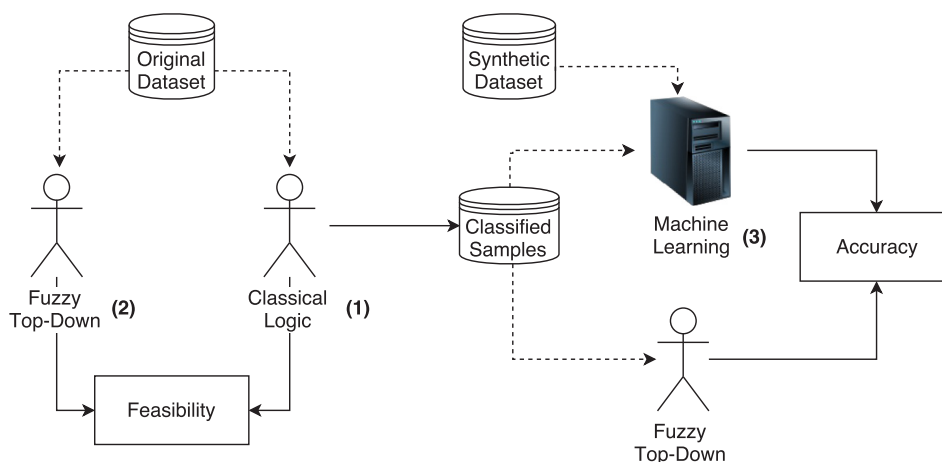 Original
Dataset
Synthetic
Dataset
Classified
Samples
Machine
Learning
(3)
Accuracy
Fuzzy
Top-Down
(2)
Classical
Logic
(1)
Feasibility
Fuzzy
Top-Down